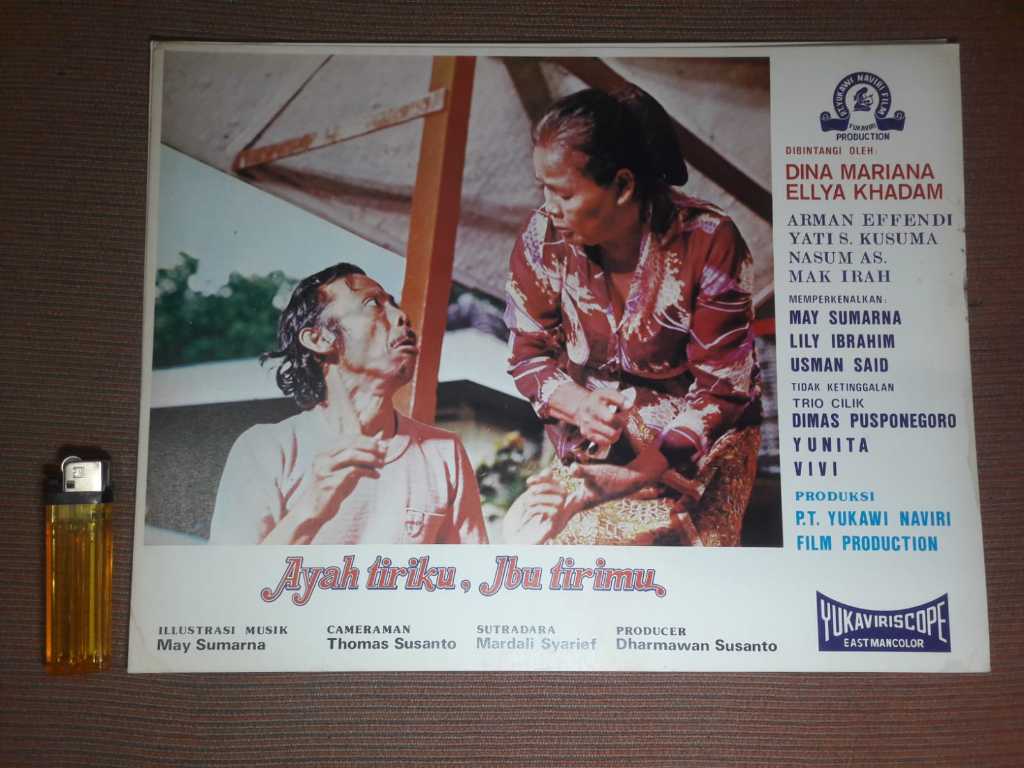 P.T. YUKAWI NAVIRI FILM
YUKAVIRI
PRODUCTION
DIBINTANGI OLEH:
DINA MARIANA
ELLYA KHADAM
ARMAN EFFENDI
YATI S. KUSUMA
NASUM AS.
MAK IRAH
MEMPERKENALKAN:
MAY SUMARNA
LILY IBRAHIM
USMAN SAID
TIDAK KETINGGALAN
TRIO CILIK
DIMAS PUSPONEGORO
YUNITA
VIVI
PRODUKSI
P.T. YUKAWI NAVIRI
FILM PRODUCTION
Ayah tiriku, Ibu tirimu.
ILLUSTRASI MUSIK
May Sumarna
CAMERAMAN
Thomas Susanto
SUTRADARA
Mardali Syarief
PRODUCER
Dharmawan Susanto
YUKAVIRISCOPE
EASTMANCOLOR